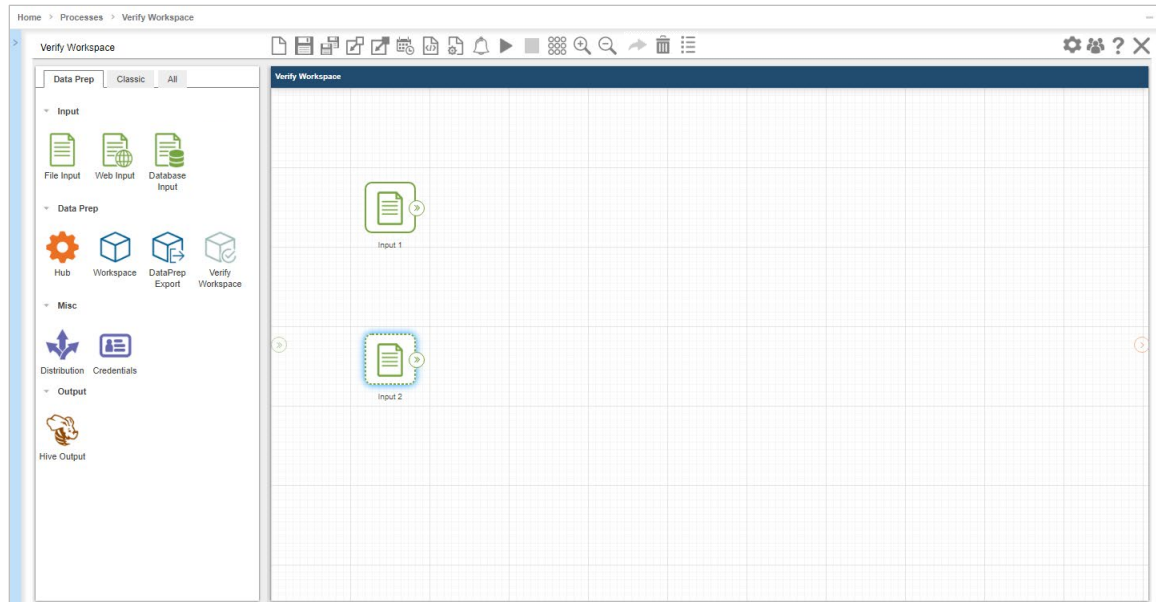 Home > Processes > Verify Workspace
Verify Workspace
Data Prep Classic All
Input
File Input Web Input Database Input
Data Prep
Hub Workspace DataPrep Export Verify Workspace
Misc
Distribution Credentials
Output
Hive Output
Verify Workspace
Input 1
Input 2